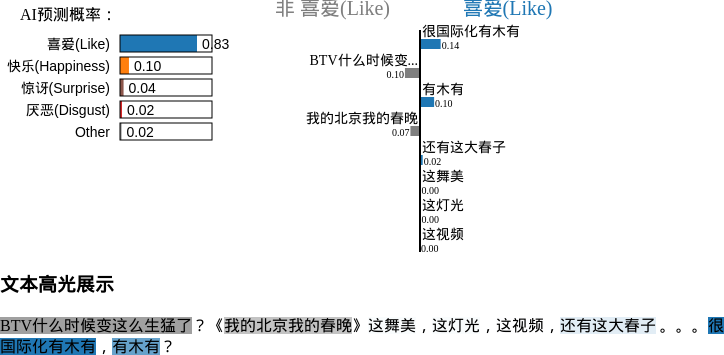 AI预测概率：
喜爱(Like) 0.83
快乐(Happiness) 0.10
惊讶(Surprise) 0.04
厌恶(Disgust) 0.02
Other 0.02
非 喜爱(Like) 喜爱(Like)
很国际化有木有
0.14
BTV什么时候变...
0.10
有木有
0.10
我的北京我的春晚
0.07
还有这大春子
0.02
这舞美
0.00
这灯光
0.00
这视频
0.00
文本高光展示
BTV什么时候变这么生猛了？《我的北京我的春晚》这舞美，这灯光，这视频，还有这大春子。。。很
国际化有木有，有木有？